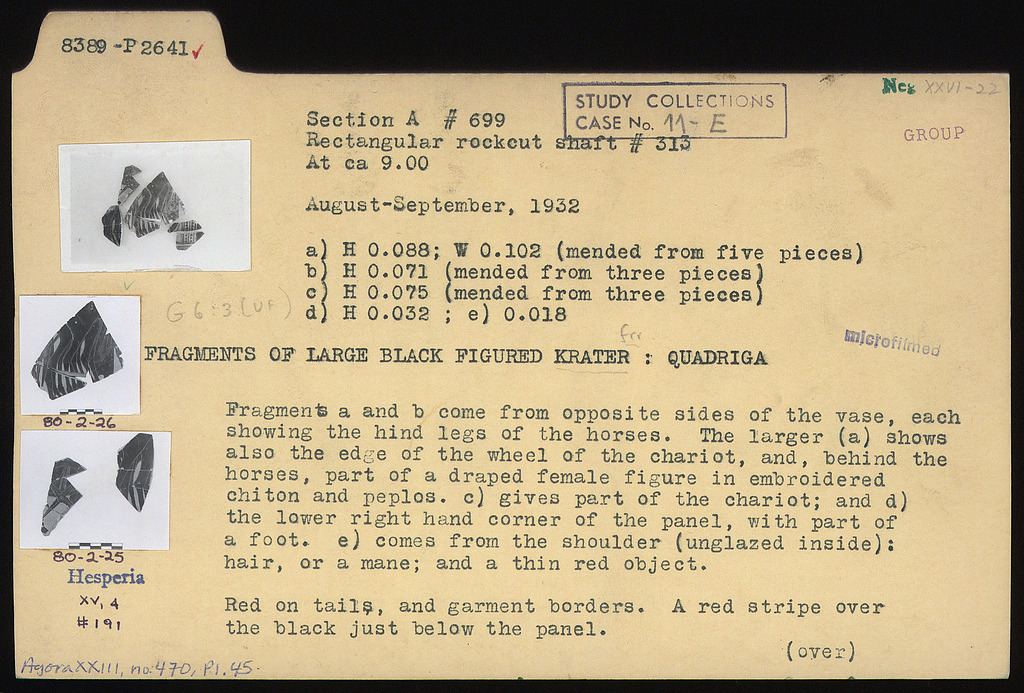 8389 -P 2641 ✓
Neg XXVI-22
STUDY COLLECTIONS
CASE No. 11-E
GROUP
Section A # 699
Rectangular rockcut shaft # 313
At ca 9.00
August-September, 1932
a) H 0.088; W 0.102 (mended from five pieces)
b) H 0.071 (mended from three pieces)
c) H 0.075 (mended from three pieces)
d) H 0.032 ; e) 0.018
G 6:3 (UF)
frr
microfilmed
FRAGMENTS OF LARGE BLACK FIGURED KRATER : QUADRIGA
80-2-26
Fragments a and b come from opposite sides of the vase, each
showing the hind legs of the horses. The larger (a) shows
also the edge of the wheel of the chariot, and, behind the
horses, part of a draped female figure in embroidered
chiton and peplos. c) gives part of the chariot; and d)
the lower right hand corner of the panel, with part of
a foot. e) comes from the shoulder (unglazed inside):
hair, or a mane; and a thin red object.
80-2-25
Hesperia
XV, 4
#191
Red on tails, and garment borders. A red stripe over
the black just below the panel.
(over)
Agora XXIII, no. 470, Pl. 45.